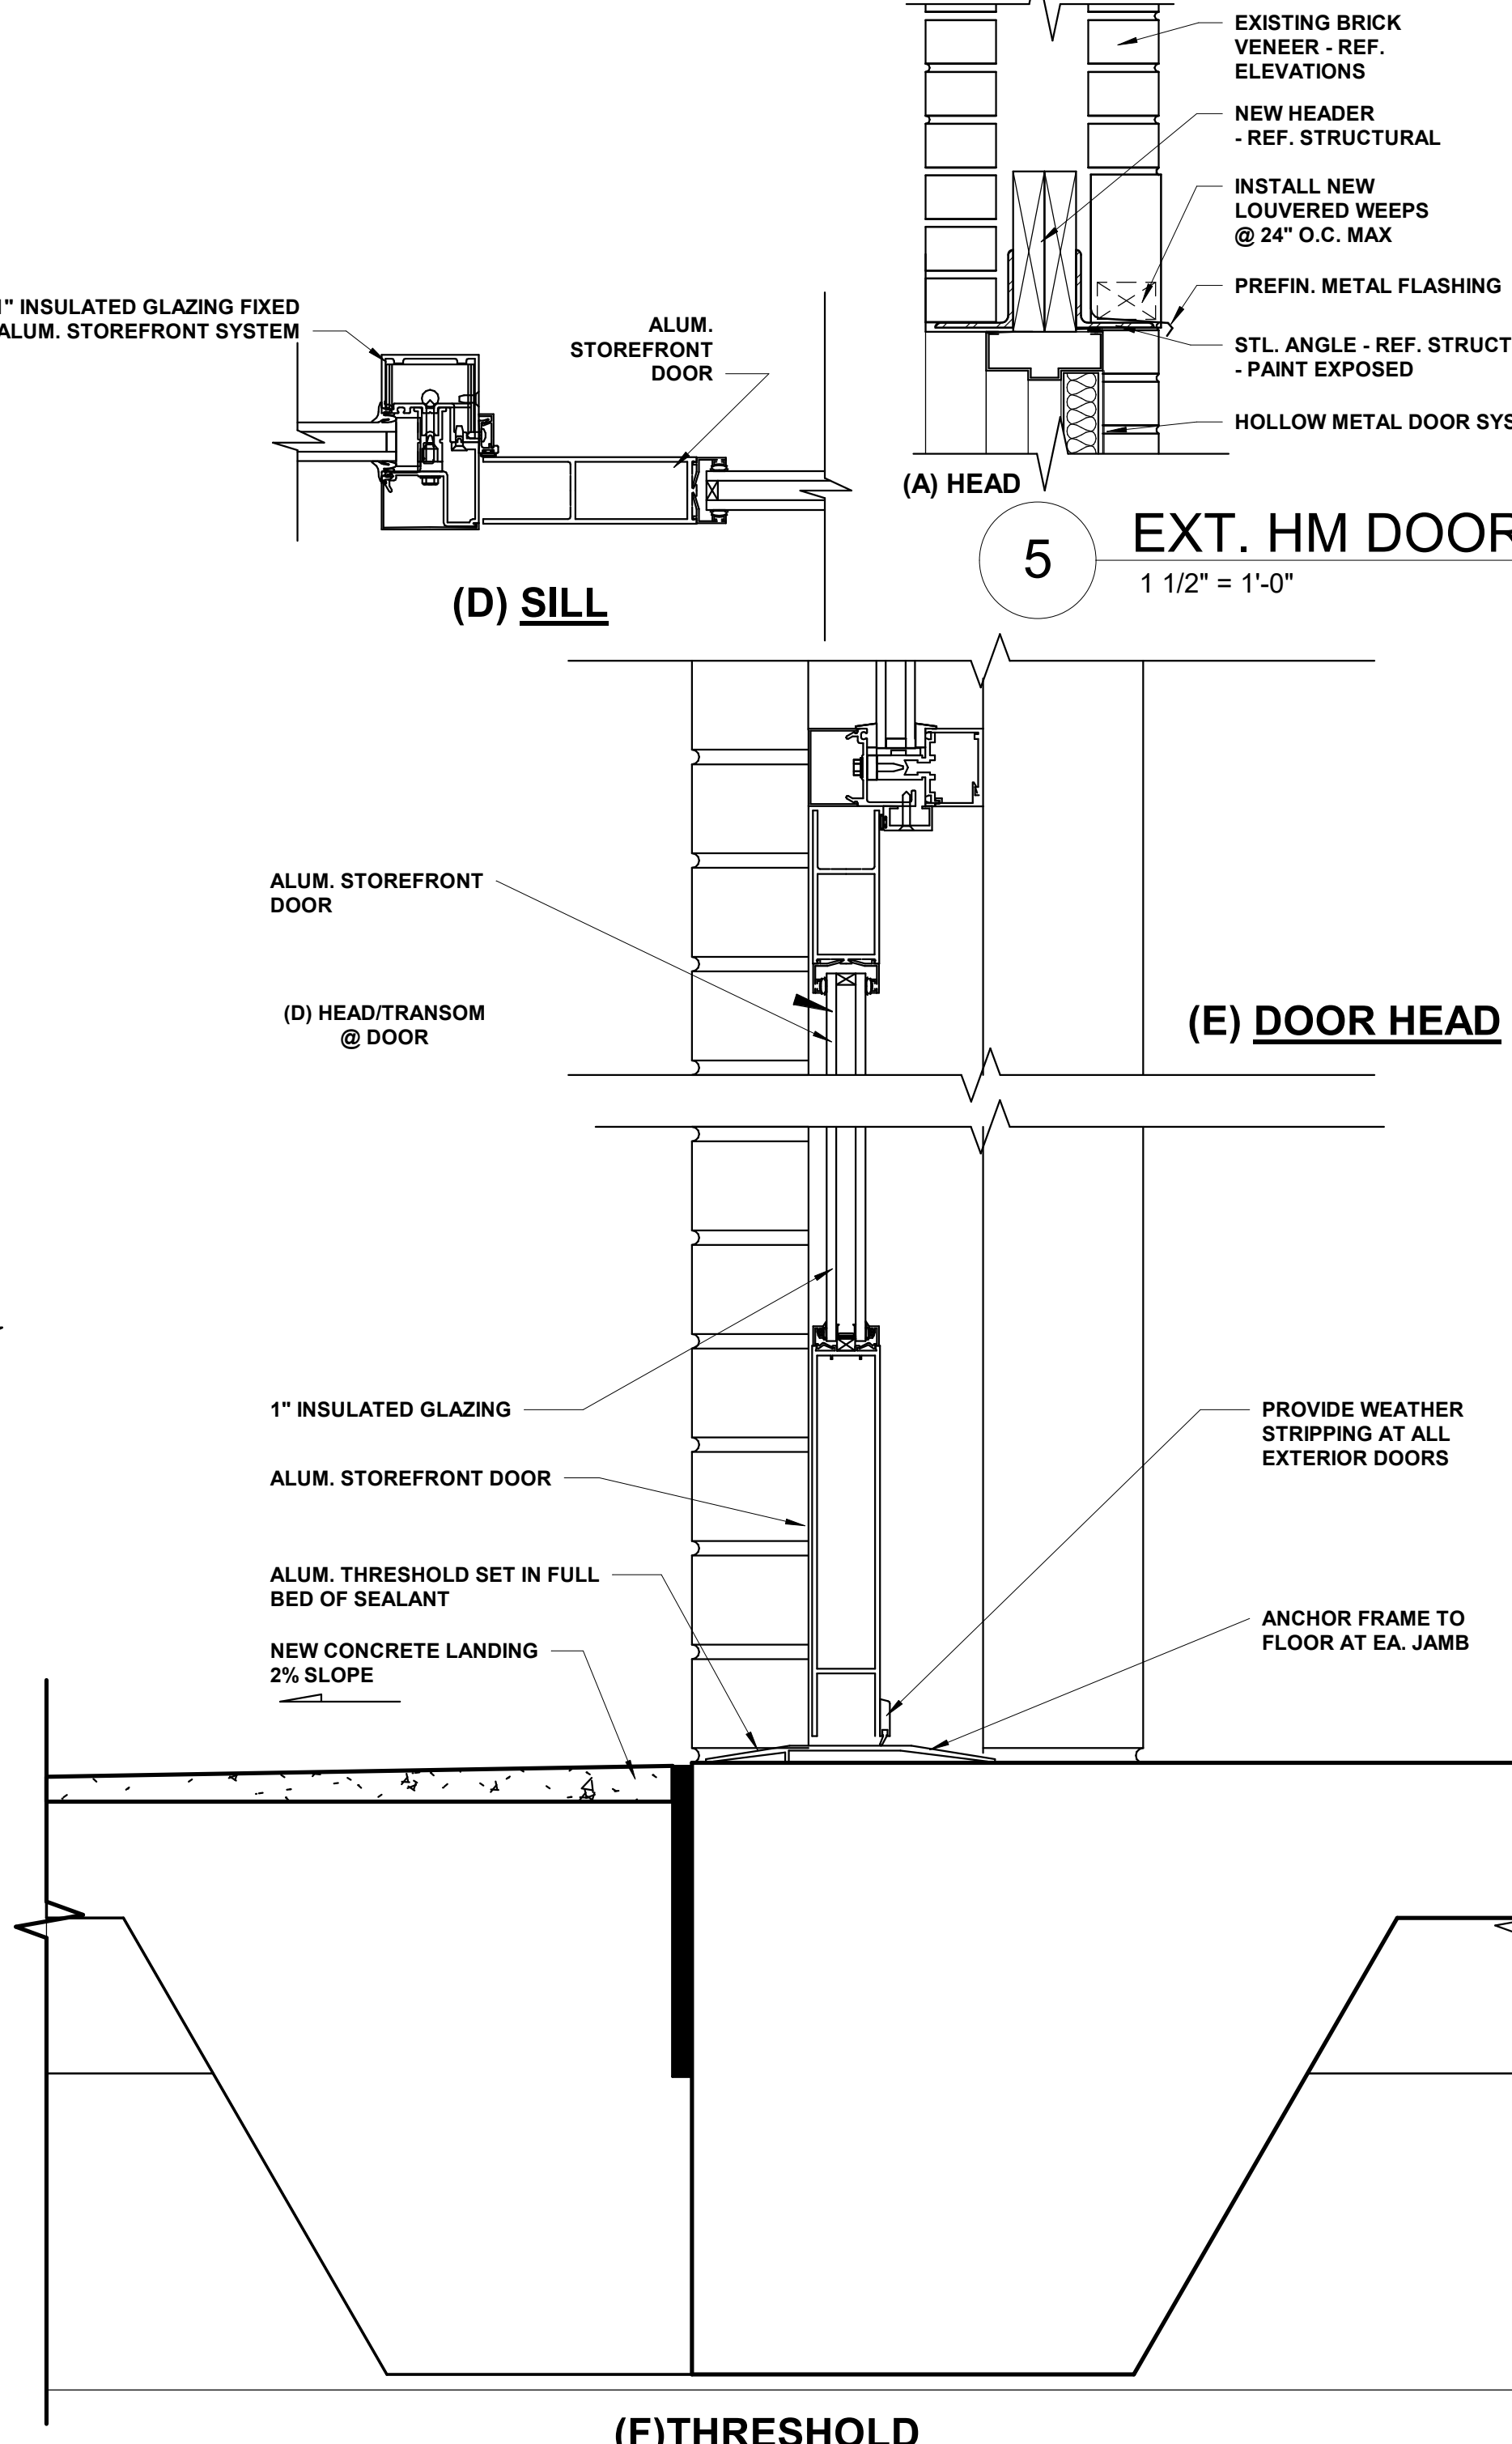 EXISTING BRICK
VENEER - REF.
ELEVATIONS
NEW HEADER
- REF. STRUCTURAL
INSTALL NEW
LOUVERED WEEPS
@ 24" O.C. MAX
PREFIN. METAL FLASHING
STL. ANGLE - REF. STRUCT
- PAINT EXPOSED
HOLLOW METAL DOOR SYS
(A) HEAD
5
EXT. HM DOOR
1 1/2" = 1'-0"
1" INSULATED GLAZING FIXED
ALUM. STOREFRONT SYSTEM
ALUM.
STOREFRONT
DOOR
(D) SILL
ALUM. STOREFRONT
DOOR
(D) HEAD/TRANSOM
@ DOOR
(E) DOOR HEAD
1" INSULATED GLAZING
ALUM. STOREFRONT DOOR
ALUM. THRESHOLD SET IN FULL
BED OF SEALANT
NEW CONCRETE LANDING
2% SLOPE
PROVIDE WEATHER
STRIPPING AT ALL
EXTERIOR DOORS
ANCHOR FRAME TO
FLOOR AT EA. JAMB
(F)THRESHOLD